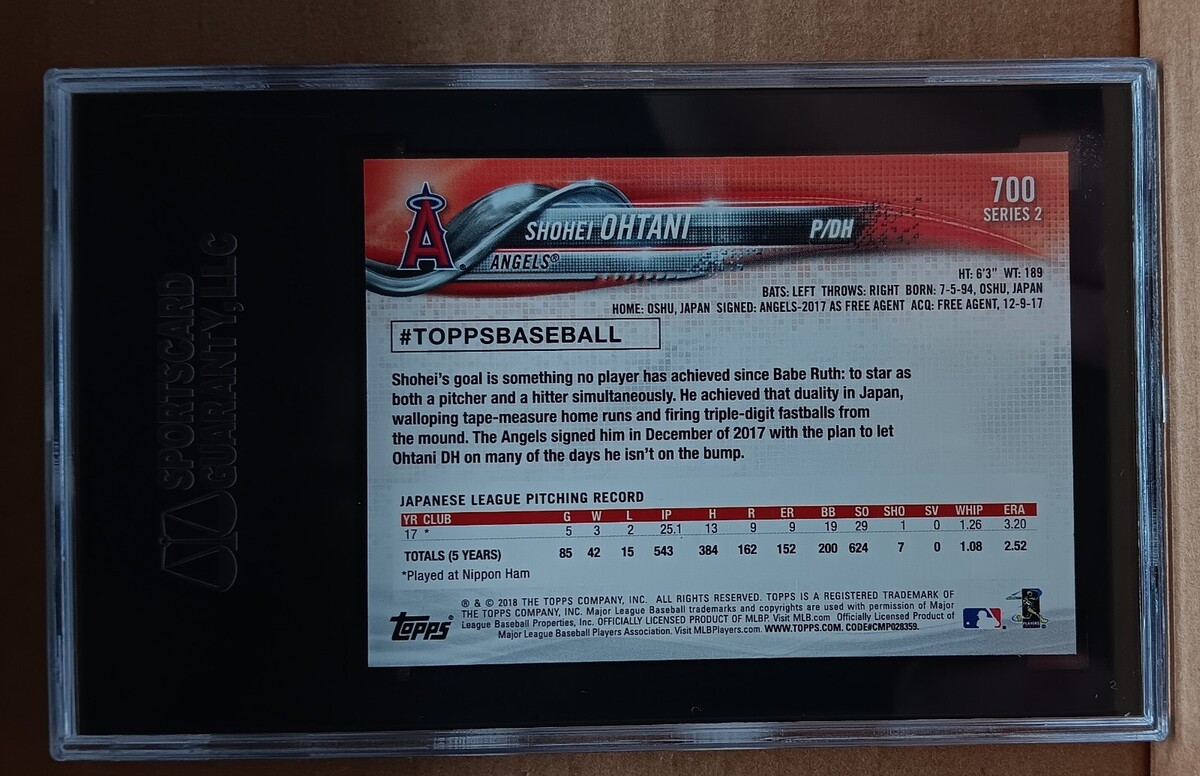 SPORTSCARD
GUARANTY, LLC
A
700
SERIES 2
SHOHEI OHTANI
P/DH
ANGELS®
HT: 6'3" WT: 189
BATS: LEFT THROWS: RIGHT BORN: 7-5-94, OSHU, JAPAN
HOME: OSHU, JAPAN SIGNED: ANGELS-2017 AS FREE AGENT ACQ: FREE AGENT, 12-9-17
#TOPPSBASEBALL
Shohei's goal is something no player has achieved since Babe Ruth: to star as
both a pitcher and a hitter simultaneously. He achieved that duality in Japan,
walloping tape-measure home runs and firing triple-digit fastballs from
the mound. The Angels signed him in December of 2017 with the plan to let
Ohtani DH on many of the days he isn't on the bump.
JAPANESE LEAGUE PITCHING RECORD
YR CLUB G W L IP H R ER BB SO SHO SV WHIP ERA
17 * 5 3 2 25.1 13 9 9 19 29 1 0 1.26 3.20
TOTALS (5 YEARS) 85 42 15 543 384 162 152 200 624 7 0 1.08 2.52
*Played at Nippon Ham
® & © 2018 THE TOPPS COMPANY, INC. ALL RIGHTS RESERVED. TOPPS IS A REGISTERED TRADEMARK OF
THE TOPPS COMPANY, INC. Major League Baseball trademarks and copyrights are used with permission of Major
League Baseball Properties, Inc. OFFICIALLY LICENSED PRODUCT OF MLBP. Visit MLB.com Officially Licensed Product of
Major League Baseball Players Association. Visit MLBPlayers.com. WWW.TOPPS.COM. CODE#CMP028359.
topps®
PLAYERS